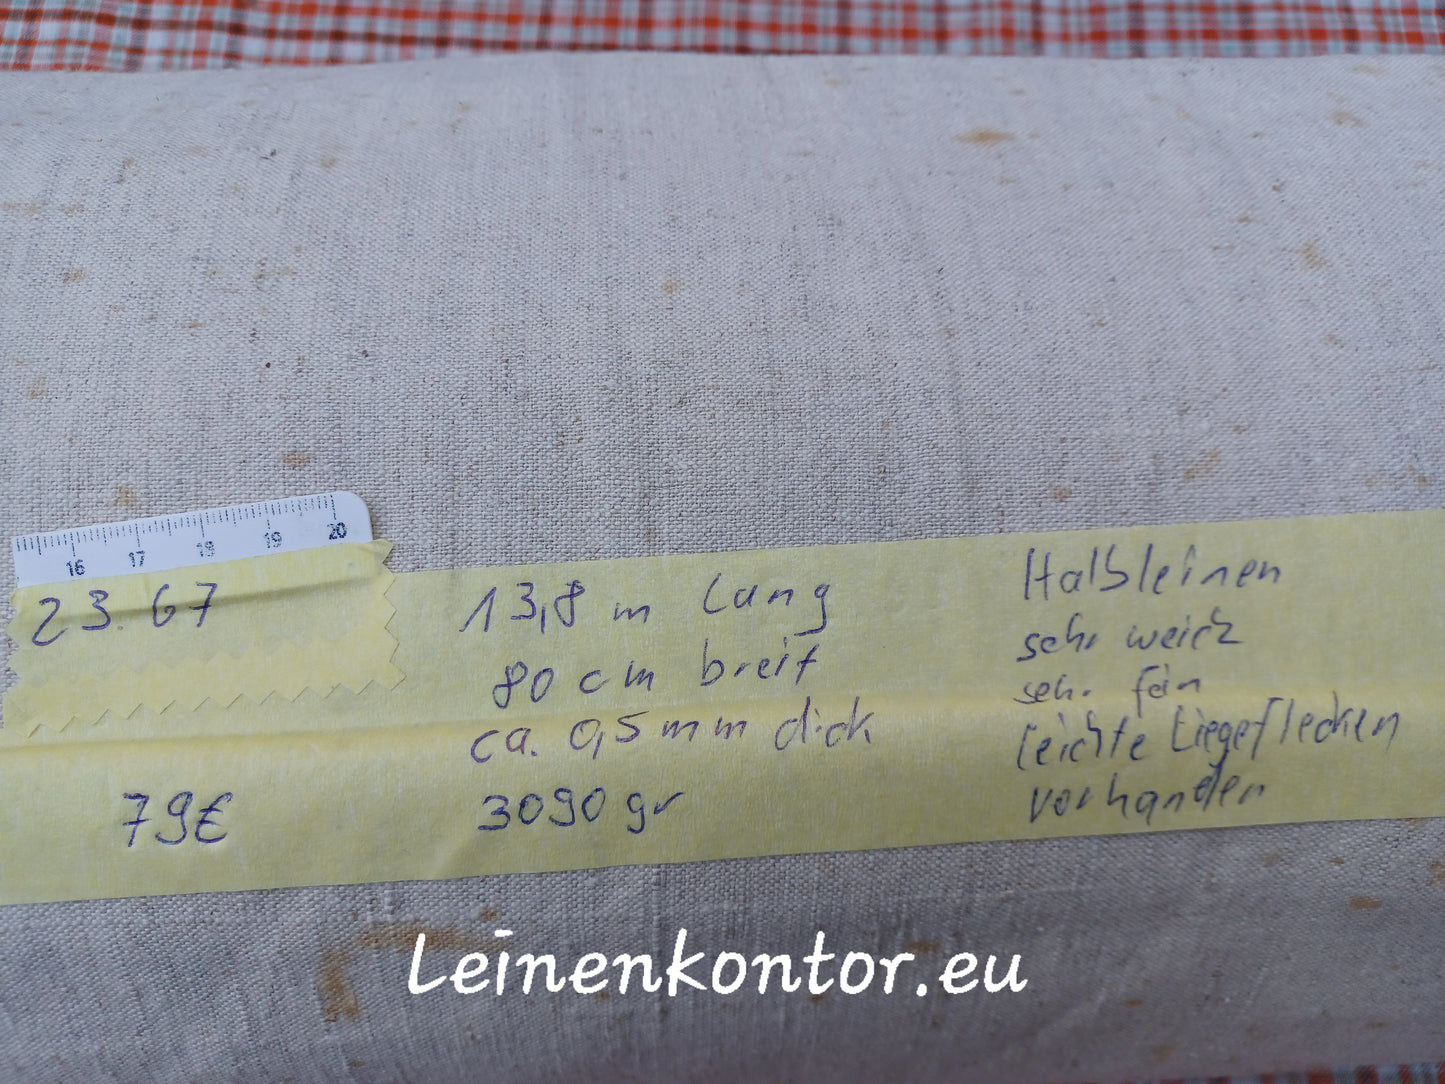 16 17 18 19 20
23.67
79€
13,8 m lang
80 cm breit
ca. 0,5 mm dick
3090 gr
Halbleinen
sehr weich
sehr fein
leichte Liegeflecken
vorhanden
Leinenkontor.eu